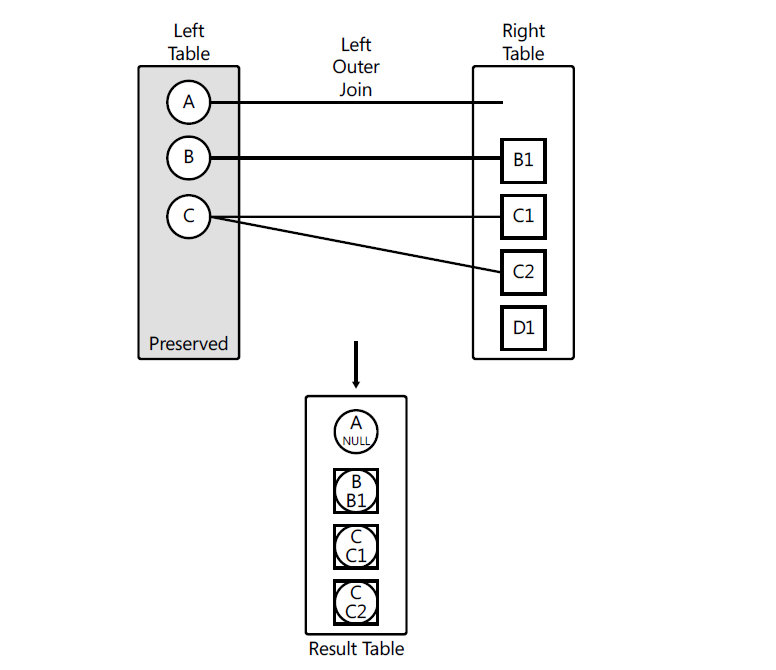 Left
Table
Left
Outer
Join
Right
Table
A
B
B1
C
C1
C2
D1
Preserved
A
NULL
B
B1
C
C1
C
C2
Result Table